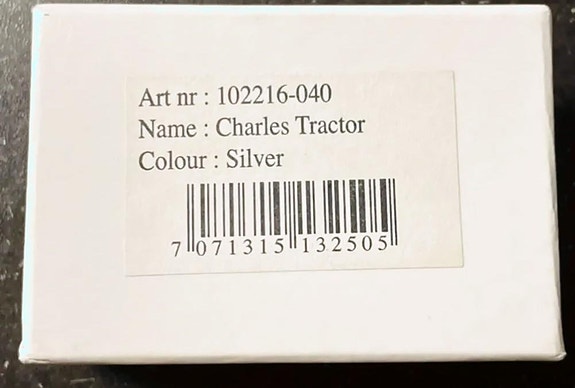 Art nr : 102216-040
Name : Charles Tractor
Colour : Silver
7 071315 132505